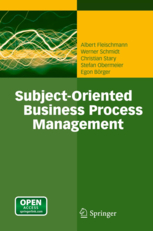 Albert Fleischmann
Werner Schmidt
Christian Stary
Stefan Obermeier
Egon Börger
Subject-Oriented
Business Process
Management
OPEN
ACCESS
Springer